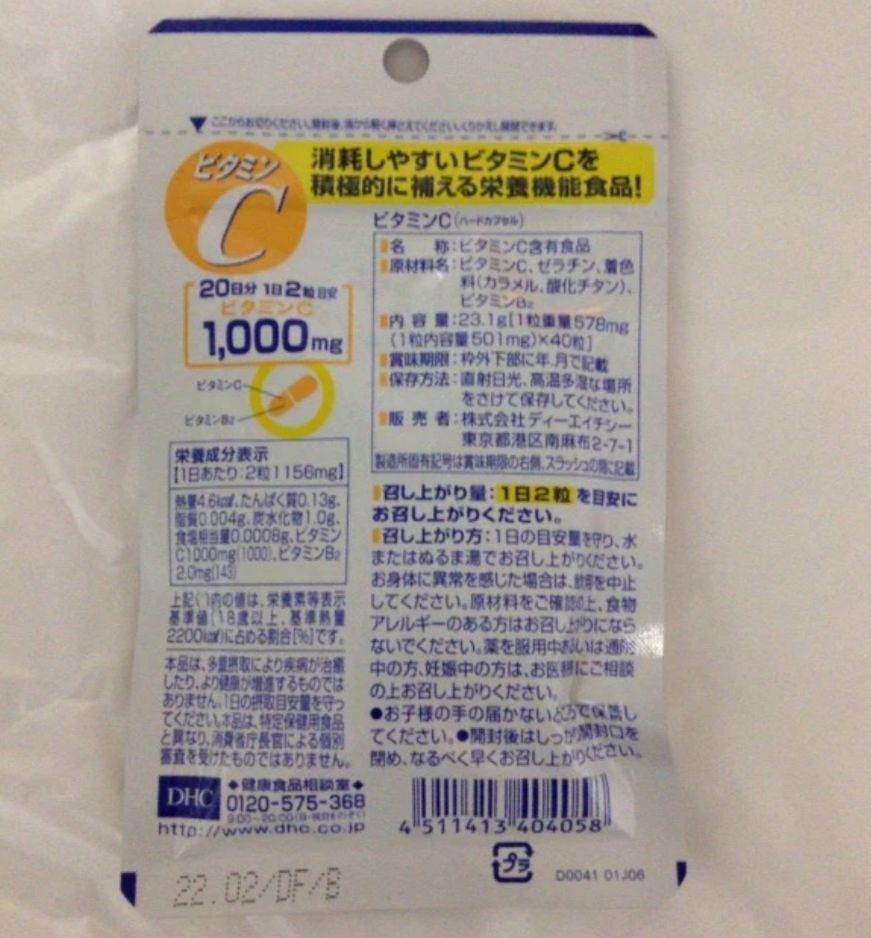 ここからお切りください。開封後、
ビタミン
C
消耗しやすいビタミンCを
積極的に補える栄養機能食品!
20日分 1日2粒目安
ビタミンC
1,000mg
ビタミンC
ビタミンB2
栄養成分表示
[1日あたり:2粒1156mg]
熱量4.6kcal、たんぱく質0.13g、
脂質0.004g、炭水化物1.0g、
食塩相当量0.0008g、ビタミン
C1000mg(1000)、ビタミンB2
2.0mg(143)
上記( )内の値は、栄養素等表示
基準値(18歳以上、基準熱量
2200kcal)に占める割合[%]です。
本品は、多量摂取により疾病が治癒
したり、より健康が増進するものでは
ありません。1日の摂取目安量を守っ
てください。本品は、特定保健用食品
と異なり、消費者庁長官による個別
審査を受けたものではありません。
ビタミンC(ハードカプセル)
名 称:ビタミンC含有食品
原材料名:ビタミンC、ゼラチン、着色
料(カラメル、酸化チタン)、
ビタミンB2
内容量:23.1g[1粒重量578mg
(1粒内容量501mg)×40粒]
賞味期限:枠外下部に年、月で記載
保存方法:直射日光、高温多湿な場所
をさけて保存してください。
販売者:株式会社ディーエイチシー
東京都港区南麻布2-7-1
製造所固有記号は賞味期限の右側、スラッシュの際に記載
召し上がり量:1日2粒を目安に
お召し上がりください。
召し上がり方:1日の目安量を守り、水
またはぬるま湯でお召し上がりください。
お身体に異常を感じた場合は、飲用を中止
してください。原材料をご確認の上、食物
アレルギーのある方はお召し上がりになら
ないでください。薬を服用中あるいは通院
中の方、妊娠中の方は、お医様にご相談
の上お召し上がりください。
●お子様の手の届かないところで保管し
てください。●開封後はしっかり開封口を
閉め、なるべく早くお召し上がりください。
DHC
◆健康食品相談室◆
0120-575-368
9:00~20:00(日・祝日をのぞく)
http://www.dhc.co.jp
4 511413 404058
プラ
D0041 01J06
22.02/DF/B